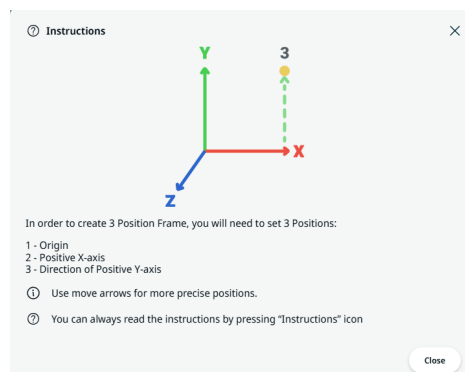 Instructions
Y
3
X
Z
In order to create 3 Position Frame, you will need to set 3 Positions:
1 - Origin
2 - Positive X-axis
3 - Direction of Positive Y-axis
Use move arrows for more precise positions.
You can always read the instructions by pressing “Instructions” icon
Close